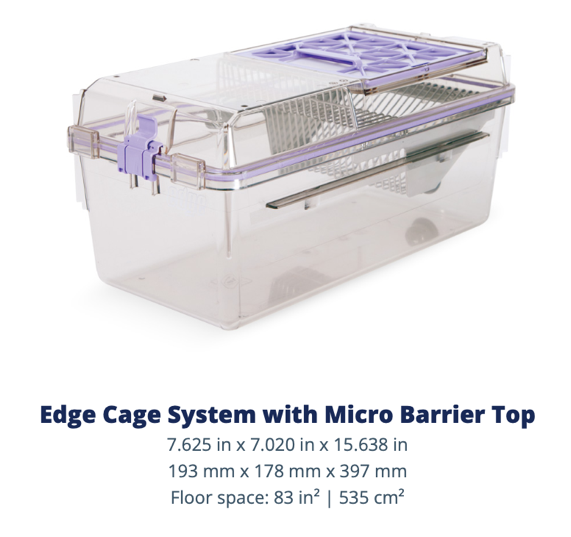 Edge Cage System with Micro Barrier Top
7.625 in x 7.020 in x 15.638 in
193 mm x 178 mm x 397 mm
Floor space: 83 in² | 535 cm²